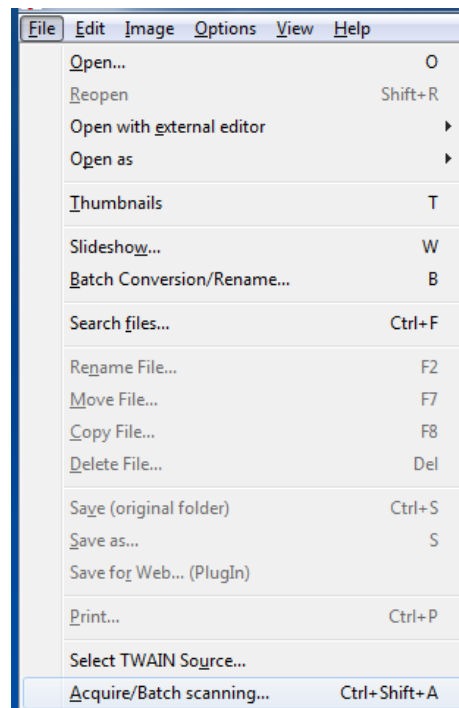 File Edit Image Options View Help
Open... O
Reopen Shift+R
Open with external editor
Open as
Thumbnails T
Slideshow... W
Batch Conversion/Rename... B
Search files... Ctrl+F
Rename File... F2
Move File... F7
Copy File... F8
Delete File... Del
Save (original folder) Ctrl+S
Save as... S
Save for Web... (PlugIn)
Print... Ctrl+P
Select TWAIN Source...
Acquire/Batch scanning... Ctrl+Shift+A